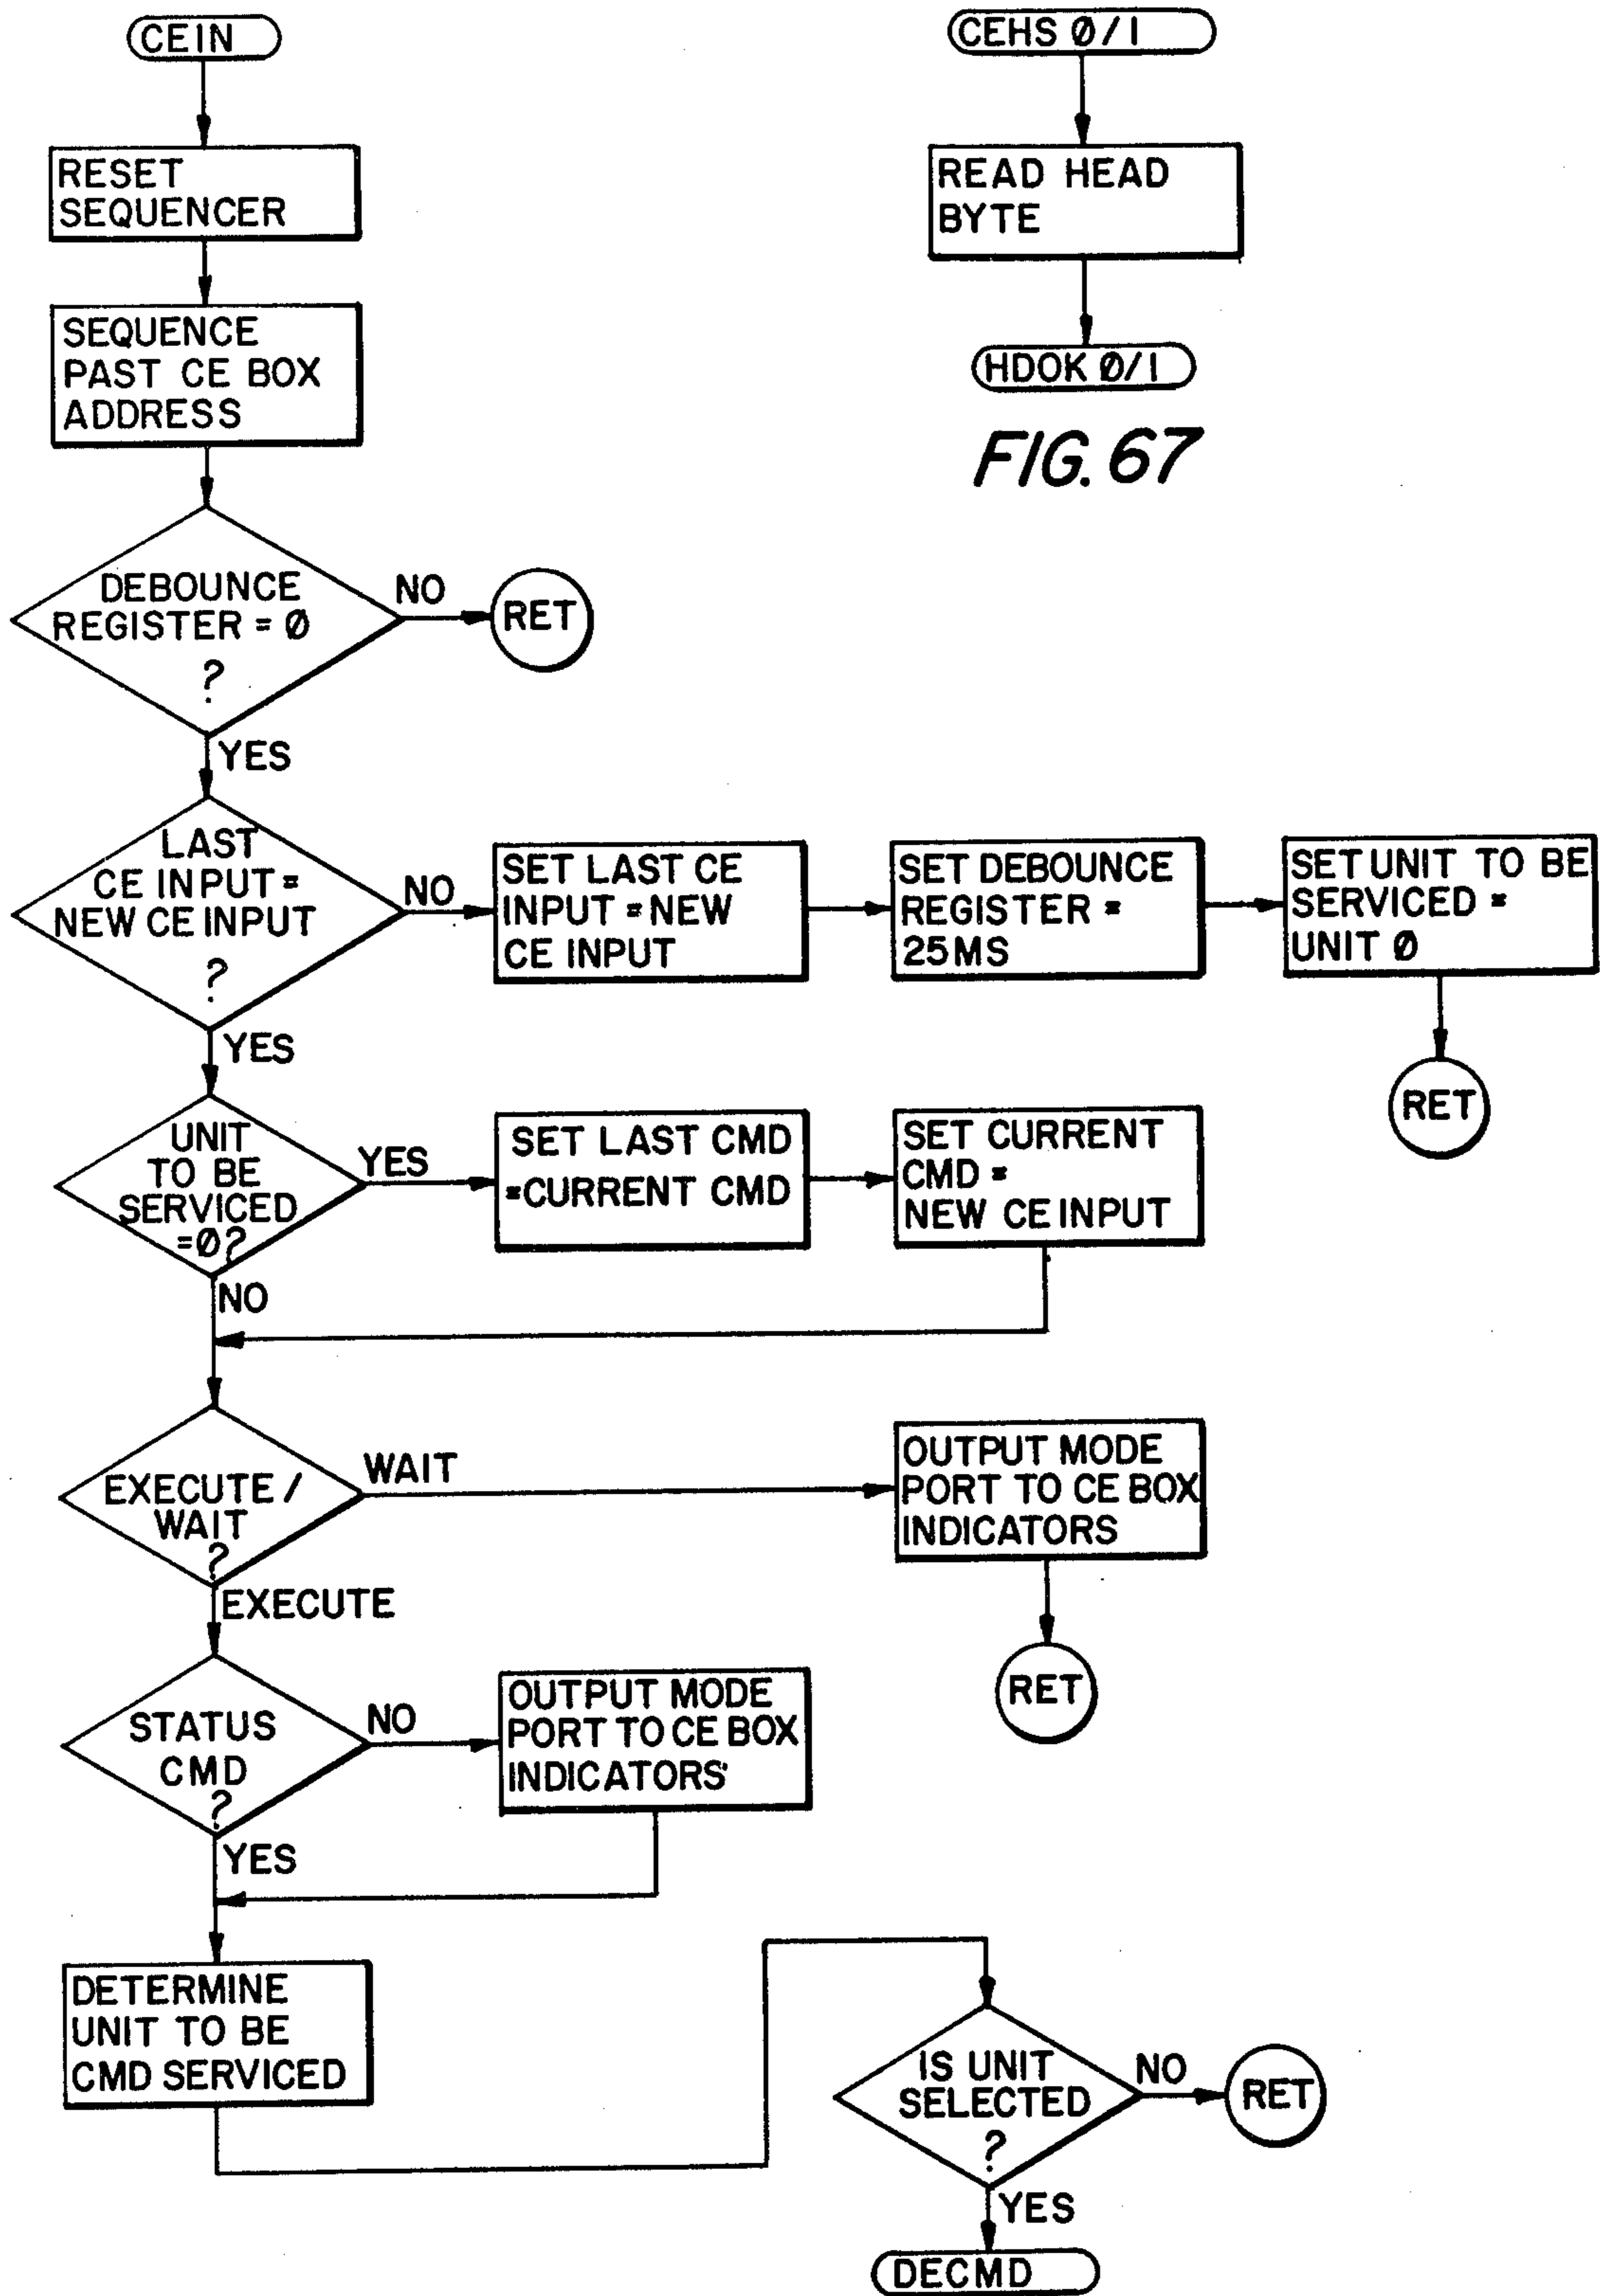 CEIN
RESET
SEQUENCER
SEQUENCE
PAST CE BOX
ADDRESS
DEBOUNCE
REGISTER = Ø
?
NO
RET
YES
LAST
CE INPUT =
NEW CE INPUT
?
NO
SET LAST CE
INPUT = NEW
CE INPUT
SET DEBOUNCE
REGISTER =
25MS
SET UNIT TO BE
SERVICED =
UNIT Ø
RET
YES
UNIT
TO BE
SERVICED
=Ø?
YES
SET LAST CMD
=CURRENT CMD
SET CURRENT
CMD =
NEW CE INPUT
NO
EXECUTE /
WAIT
?
WAIT
OUTPUT MODE
PORT TO CE BOX
INDICATORS
RET
EXECUTE
STATUS
CMD
?
NO
OUTPUT MODE
PORT TO CE BOX
INDICATORS
YES
DETERMINE
UNIT TO BE
CMD SERVICED
IS UNIT
SELECTED
?
NO
RET
YES
DECMD
CEHS Ø/1
READ HEAD
BYTE
HDOK Ø/1
FIG. 67